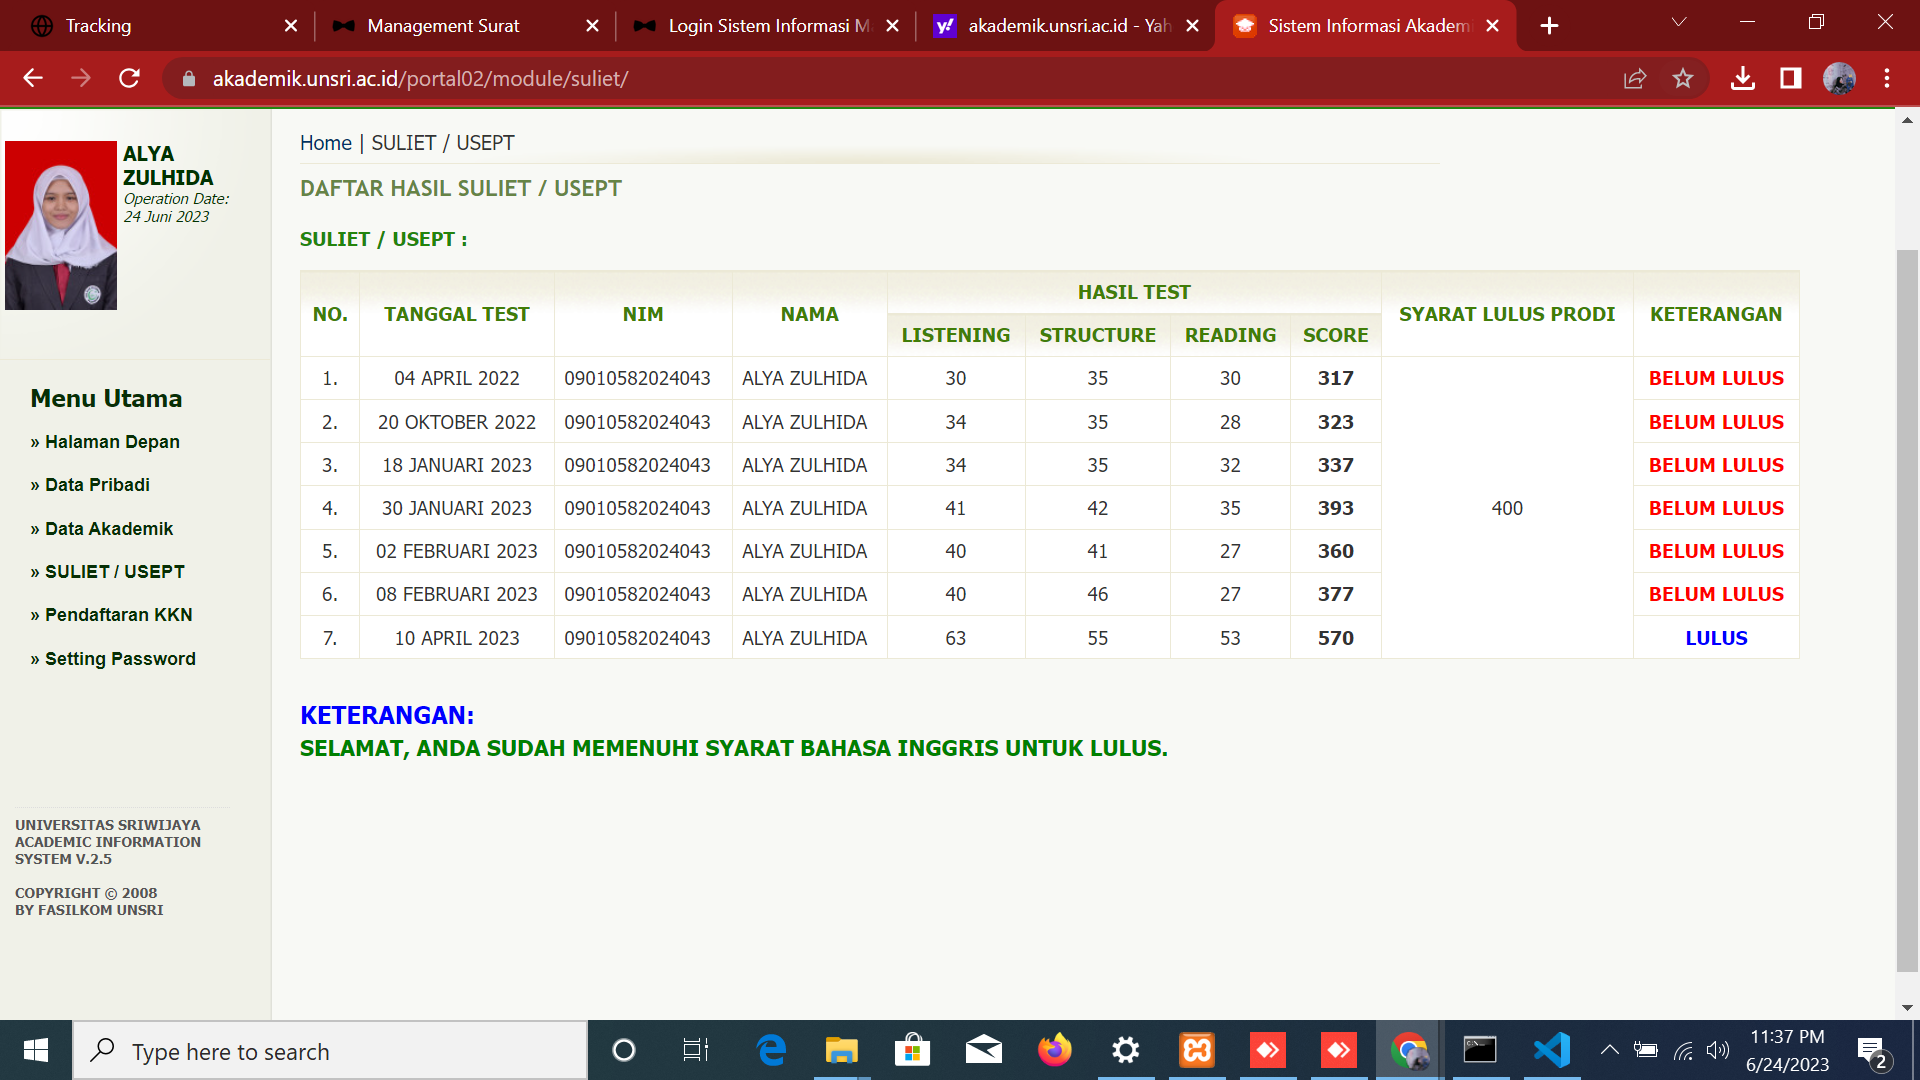 Tracking
Management Surat
Login Sistem Informasi Ma
akademik.unsri.ac.id - Yah
Sistem Informasi Akademi
akademik.unsri.ac.id/portal02/module/suliet/
ALYA
ZULHIDA
Operation Date:
24 Juni 2023
Menu Utama
» Halaman Depan
» Data Pribadi
» Data Akademik
» SULIET / USEPT
» Pendaftaran KKN
» Setting Password
UNIVERSITAS SRIWIJAYA
ACADEMIC INFORMATION
SYSTEM V.2.5
COPYRIGHT © 2008
BY FASILKOM UNSRI
Home | SULIET / USEPT
DAFTAR HASIL SULIET / USEPT
SULIET / USEPT :
NO. TANGGAL TEST NIM NAMA HASIL TEST SYARAT LULUS PRODI KETERANGAN
LISTENING STRUCTURE READING SCORE
1. 04 APRIL 2022 09010582024043 ALYA ZULHIDA 30 35 30 317 BELUM LULUS
2. 20 OKTOBER 2022 09010582024043 ALYA ZULHIDA 34 35 28 323 BELUM LULUS
3. 18 JANUARI 2023 09010582024043 ALYA ZULHIDA 34 35 32 337 BELUM LULUS
4. 30 JANUARI 2023 09010582024043 ALYA ZULHIDA 41 42 35 393 400 BELUM LULUS
5. 02 FEBRUARI 2023 09010582024043 ALYA ZULHIDA 40 41 27 360 BELUM LULUS
6. 08 FEBRUARI 2023 09010582024043 ALYA ZULHIDA 40 46 27 377 BELUM LULUS
7. 10 APRIL 2023 09010582024043 ALYA ZULHIDA 63 55 53 570 LULUS
KETERANGAN:
SELAMAT, ANDA SUDAH MEMENUHI SYARAT BAHASA INGGRIS UNTUK LULUS.
Type here to search
11:37 PM
6/24/2023
2